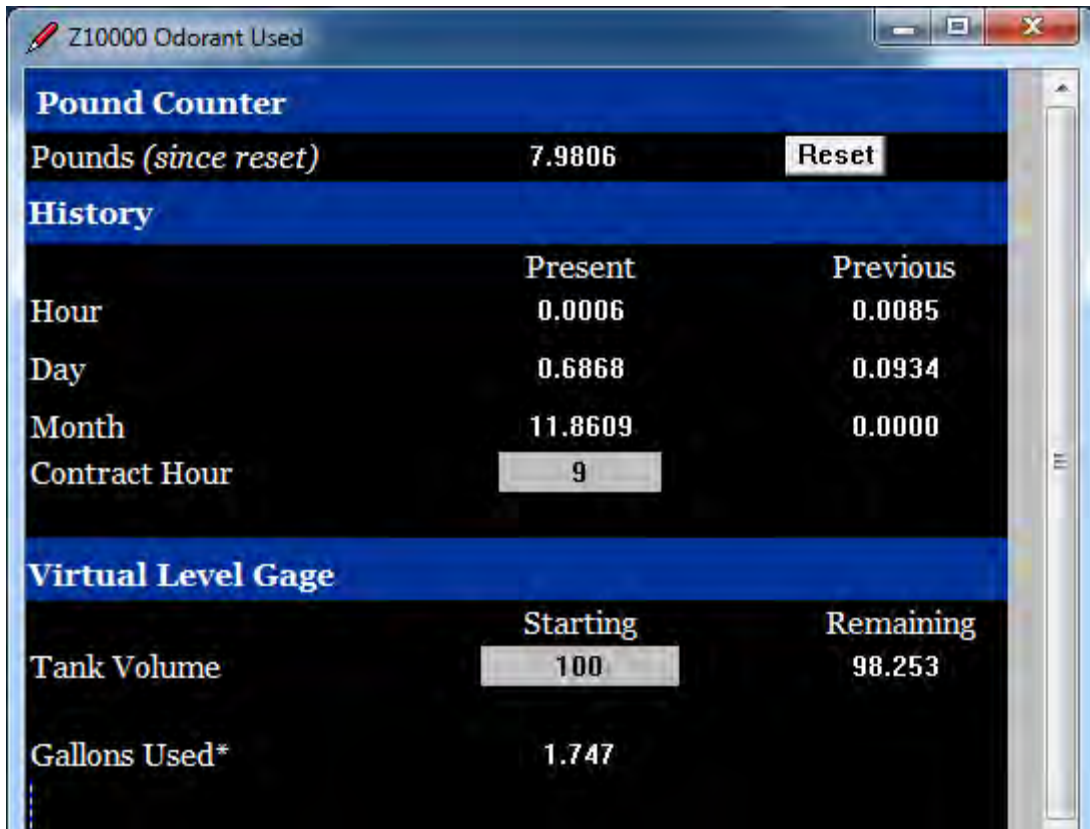 Z10000 Odorant Used
Pound Counter
Pounds (since reset) 7.9806 Reset
History
Present Previous
Hour 0.0006 0.0085
Day 0.6868 0.0934
Month 11.8609 0.0000
Contract Hour 9
Virtual Level Gage
Starting Remaining
Tank Volume 100 98.253
Gallons Used* 1.747